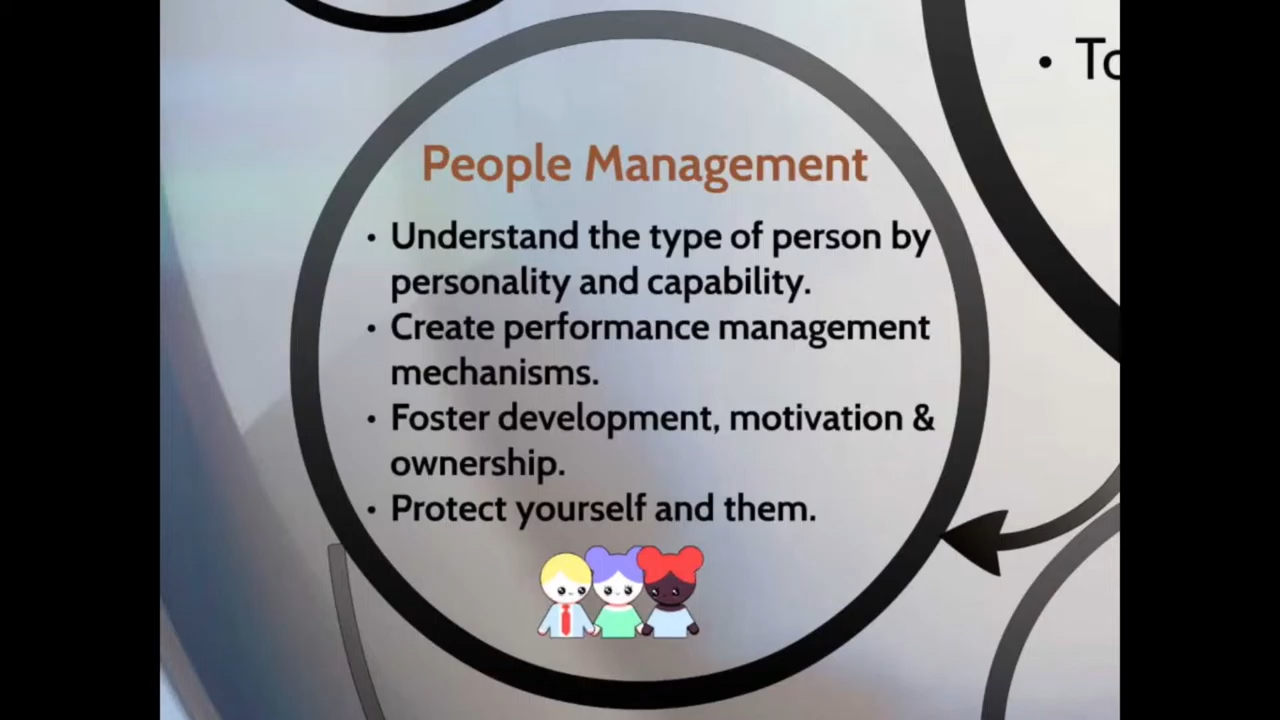 People Management
• Understand the type of person by
personality and capability.
• Create performance management
mechanisms.
• Foster development, motivation &
ownership.
• Protect yourself and them.
• To